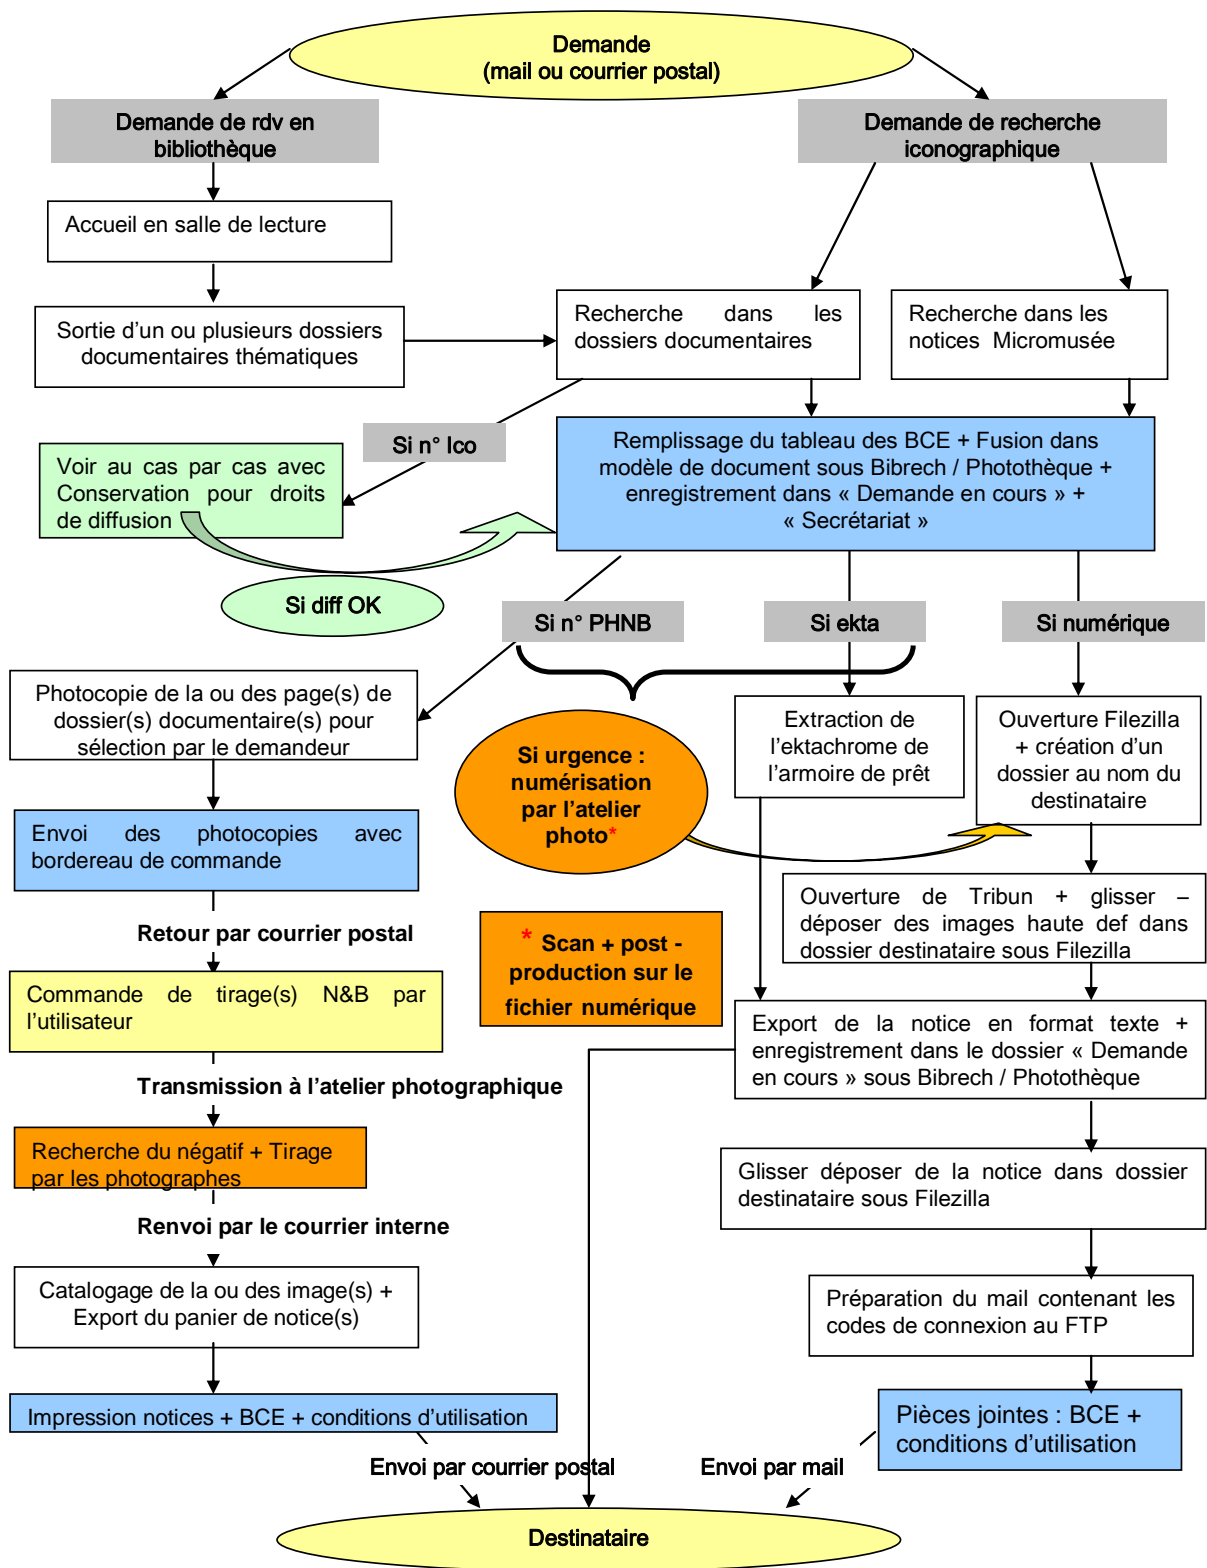 Demande
(mail ou courrier postal)
Demande de rdv en
bibliothèque
Demande de recherche
iconographique
Accueil en salle de lecture
Sortie d'un ou plusieurs dossiers
documentaires thématiques
Recherche dans les
dossiers documentaires
Recherche dans les
notices Micromusée
Si n° Ico
Voir au cas par cas avec
Conservation pour droits
de diffusion
Remplissage du tableau des BCE + Fusion dans
modèle de document sous Bibrech / Photothèque +
enregistrement dans « Demande en cours » +
« Secrétariat »
Si diff OK
Si n° PHNB
Si ekta
Si numérique
Photocopie de la ou des page(s) de
dossier(s) documentaire(s) pour
sélection par le demandeur
Si urgence :
numérisation
par l'atelier
photo*
Extraction de
l'ektachrome de
l'armoire de prêt
Ouverture Filezilla
+ création d'un
dossier au nom du
destinataire
Envoi des photocopies avec
bordereau de commande
Ouverture de Tribun + glisser –
déposer des images haute def dans
dossier destinataire sous Filezilla
Retour par courrier postal
* Scan + post -
production sur le
fichier numérique
Commande de tirage(s) N&B par
l'utilisateur
Export de la notice en format texte +
enregistrement dans le dossier « Demande
en cours » sous Bibrech / Photothèque
Transmission à l'atelier photographique
Recherche du négatif + Tirage
par les photographes
Glisser déposer de la notice dans dossier
destinataire sous Filezilla
Renvoi par le courrier interne
Catalogage de la ou des image(s) +
Export du panier de notice(s)
Préparation du mail contenant les
codes de connexion au FTP
Impression notices + BCE + conditions d'utilisation
Pièces jointes : BCE +
conditions d'utilisation
Envoi par courrier postal
Envoi par mail
Destinataire